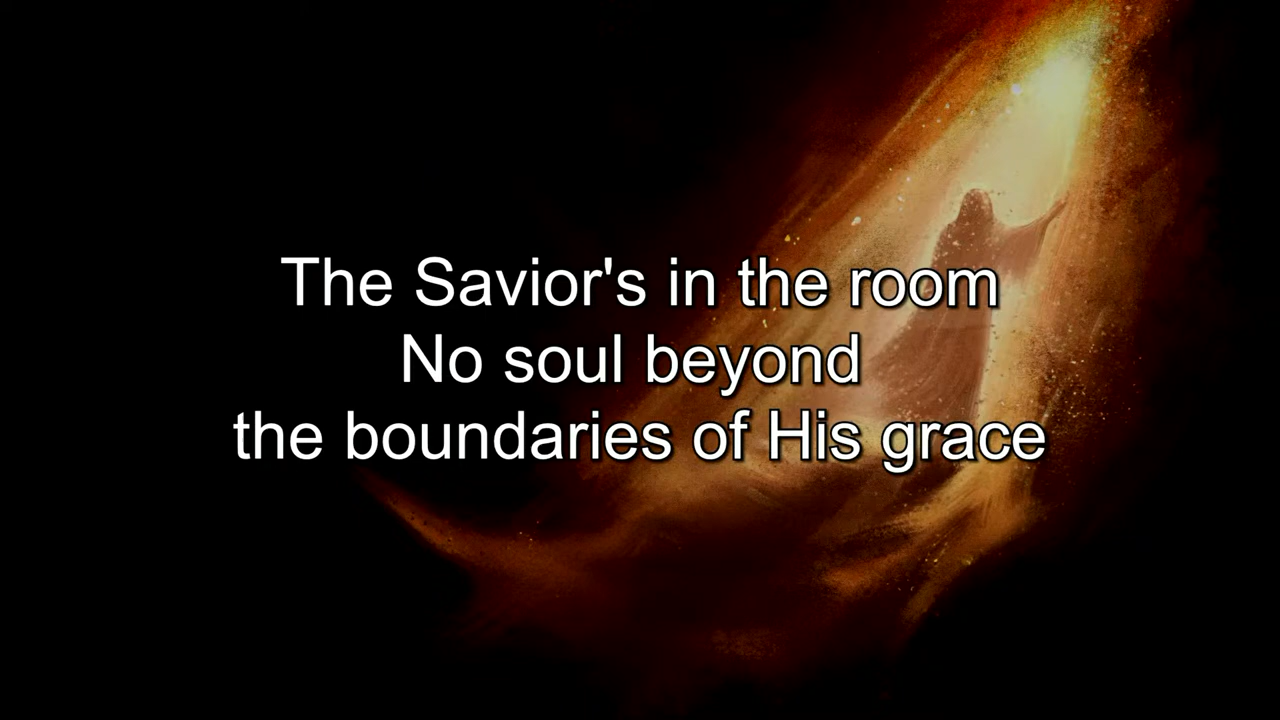 The Savior's in the room
No soul beyond
the boundaries of His grace